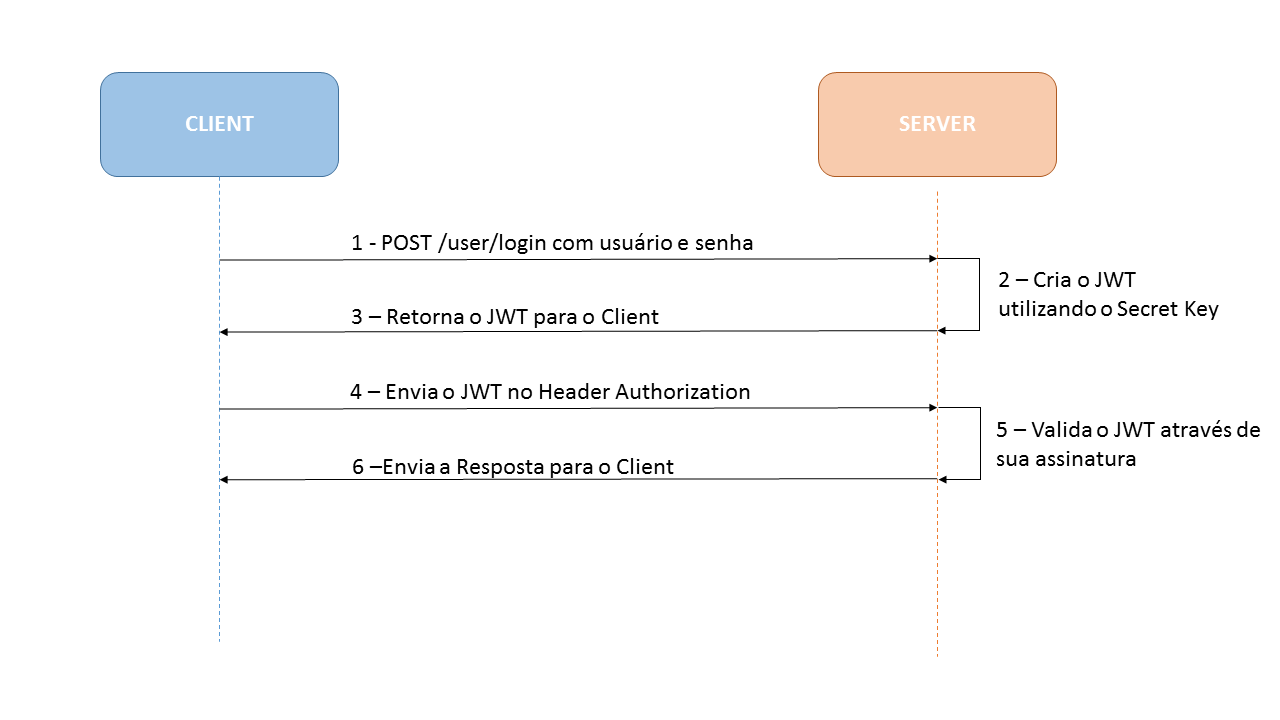 CLIENT
SERVER
1 - POST /user/login com usuário e senha
2 – Cria o JWT
utilizando o Secret Key
3 – Retorna o JWT para o Client
4 – Envia o JWT no Header Authorization
5 – Valida o JWT através de
sua assinatura
6 –Envia a Resposta para o Client